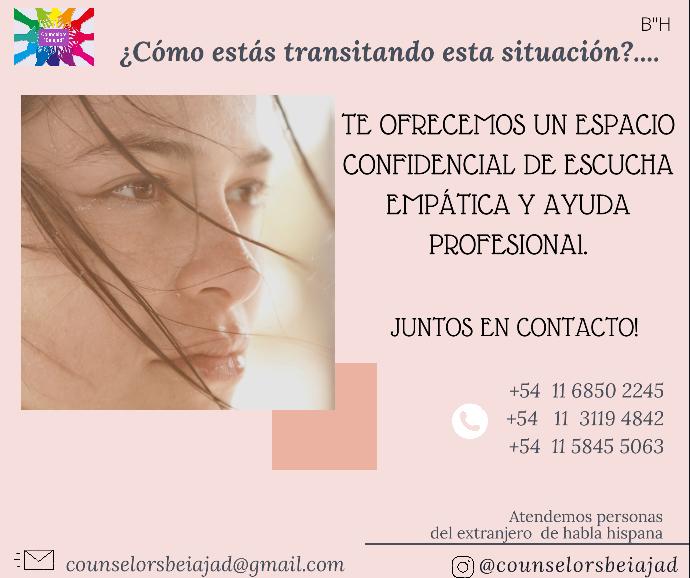 B"H
Counselors
"Beiajad"
¿Cómo estás transitando esta situación?....
TE OFRECEMOS UN ESPACIO
CONFIDENCIAL DE ESCUCHA
EMPÁTICA Y AYUDA
PROFESIONAL.
JUNTOS EN CONTACTO!
+54 11 6850 2245
+54 11 3119 4842
+54 11 5845 5063
Atendemos personas
del extranjero de habla hispana
counselorsbeiajad@gmail.com
@counselorsbeiajad